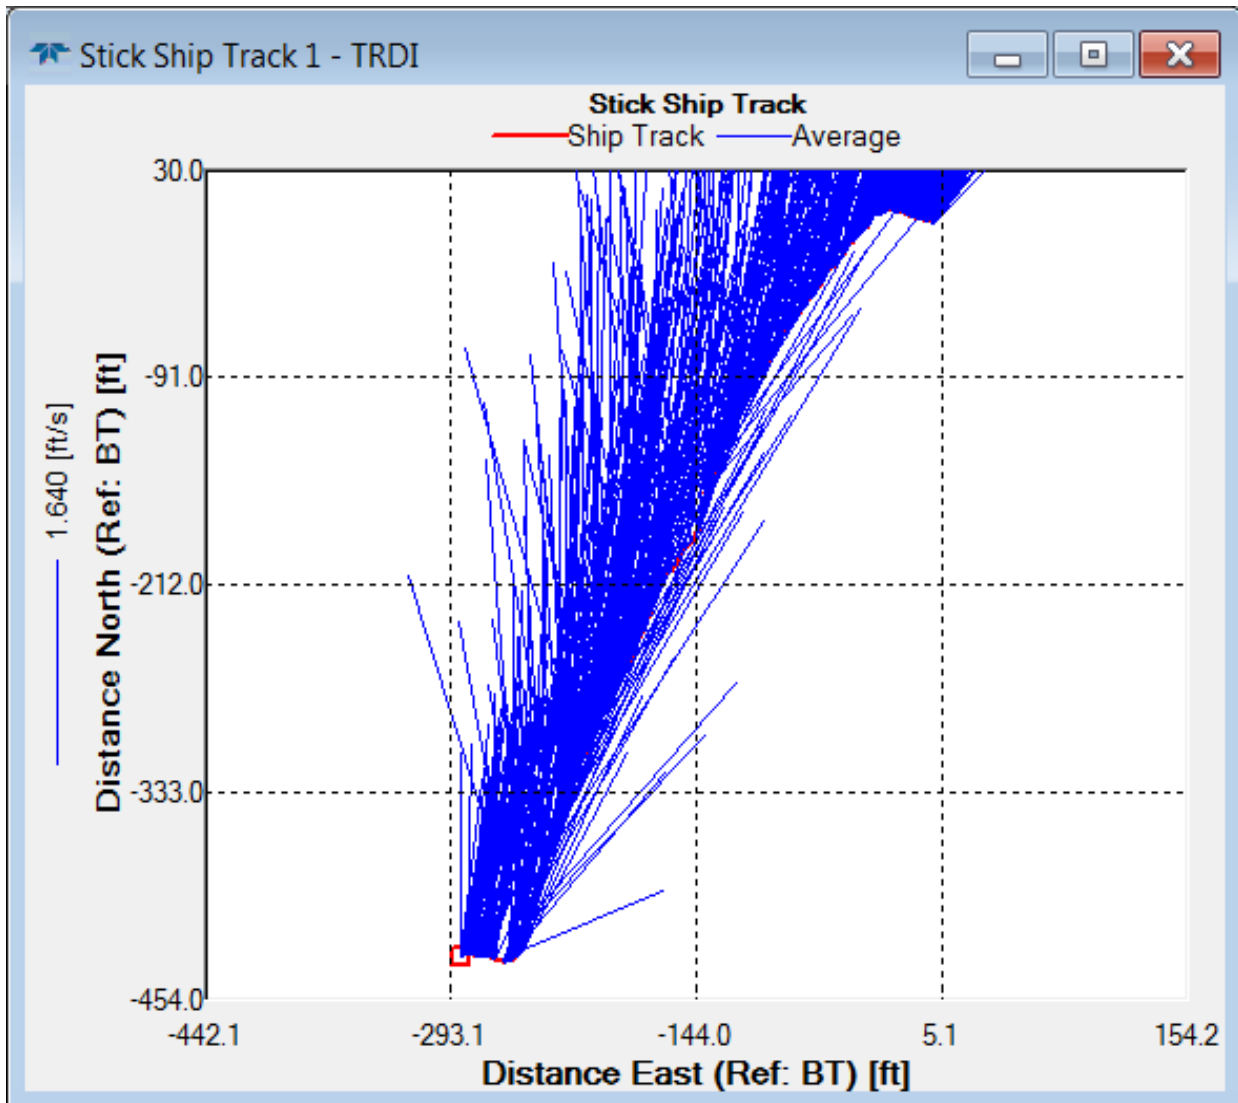 Stick Ship Track 1 - TRDI
Stick Ship Track
Ship Track Average
30.0
-91.0
-212.0
-333.0
-454.0
1.640 [ft/s]
Distance North (Ref: BT) [ft]
-442.1 -293.1 -144.0 5.1 154.2
Distance East (Ref: BT) [ft]